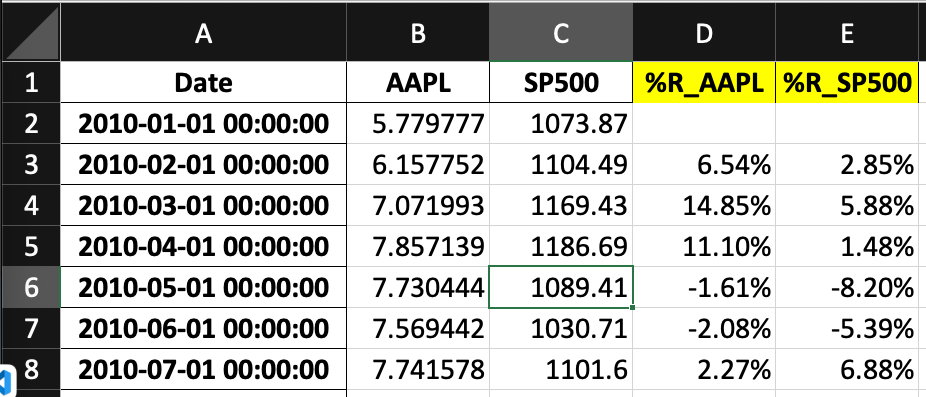 A B C D E
1 Date AAPL SP500 %R_AAPL %R_SP500
2 2010-01-01 00:00:00 5.779777 1073.87
3 2010-02-01 00:00:00 6.157752 1104.49 6.54% 2.85%
4 2010-03-01 00:00:00 7.071993 1169.43 14.85% 5.88%
5 2010-04-01 00:00:00 7.857139 1186.69 11.10% 1.48%
6 2010-05-01 00:00:00 7.730444 1089.41 -1.61% -8.20%
7 2010-06-01 00:00:00 7.569442 1030.71 -2.08% -5.39%
8 2010-07-01 00:00:00 7.741578 1101.6 2.27% 6.88%